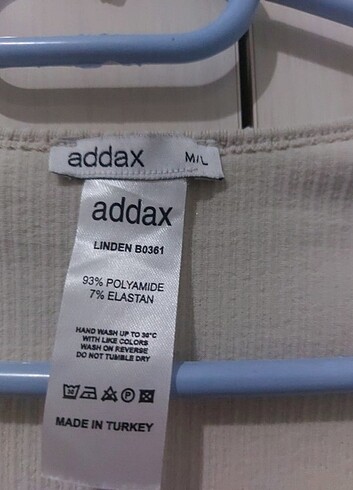 addax M/L
addax
LINDEN B0361
93% POLYAMIDE
7% ELASTAN
HAND WASH UP TO 30°C
WITH LIKE COLORS
WASH ON REVERSE
DO NOT TUMBLE DRY
P
MADE IN TURKEY